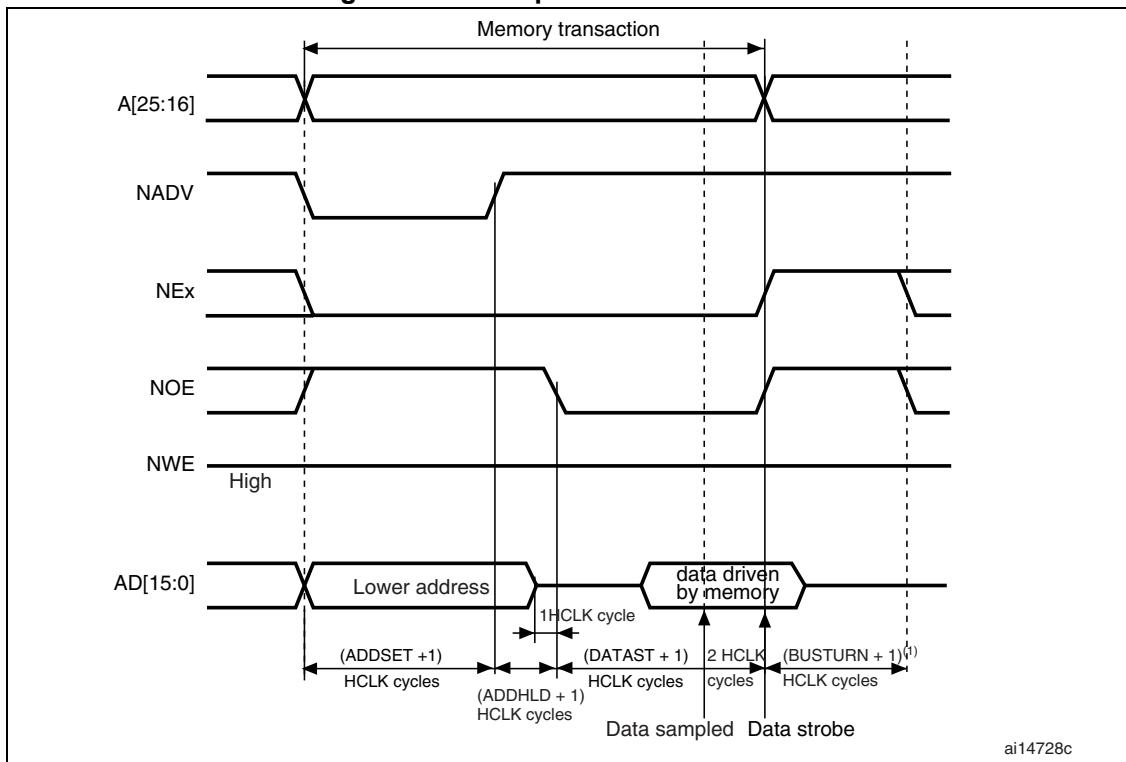 Memory transaction
A[25:16]
NADV
NEx
NOE
NWE
High
AD[15:0]
Lower address
data driven
by memory
1HCLK cycle
(ADDSET +1)
HCLK cycles
(ADDHLD + 1)
HCLK cycles
(DATAST + 1)
HCLK cycles
2 HCLK
cycles
(BUSTURN + 1)(1)
HCLK cycles
Data sampled
Data strobe
ai14728c